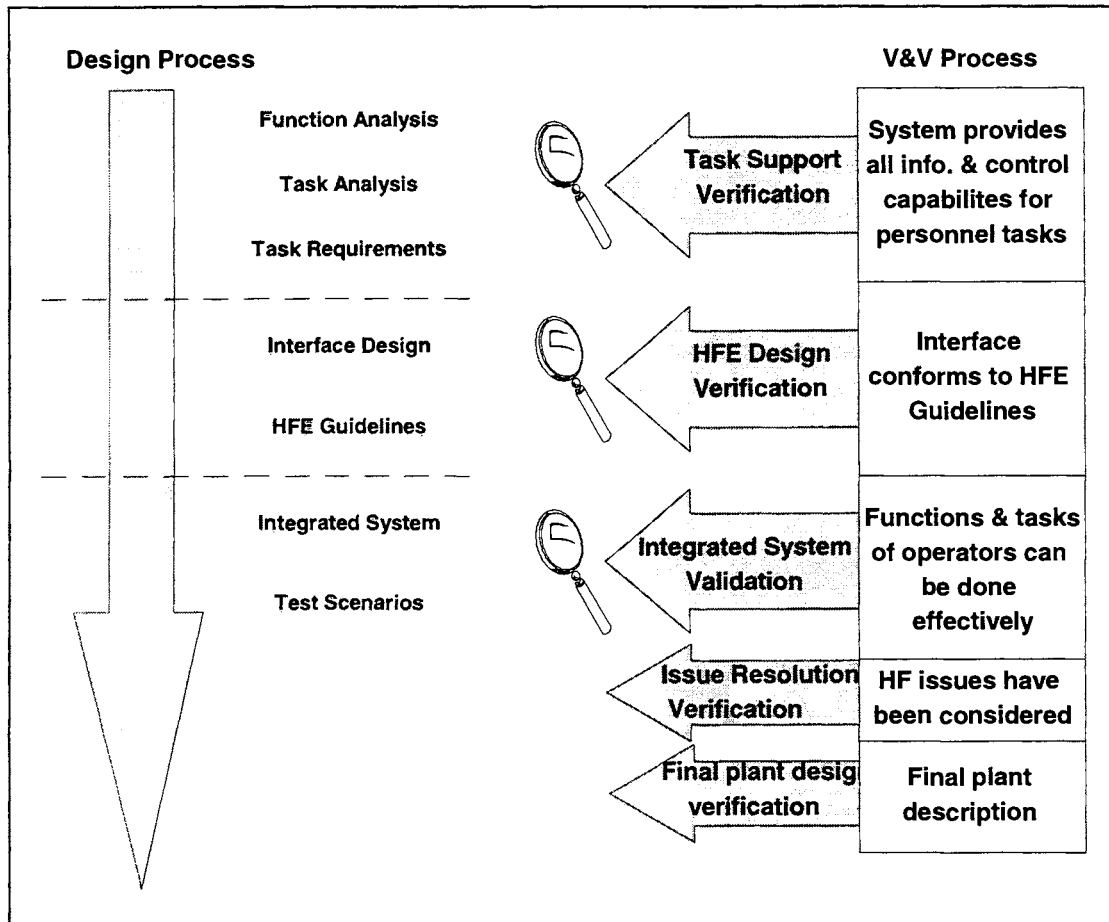 Design Process
V&V Process
Function Analysis
Task Analysis
Task Requirements
Task Support
Verification
System provides
all info. & control
capabilites for
personnel tasks
Interface Design
HFE Guidelines
HFE Design
Verification
Interface
conforms to HFE
Guidelines
Integrated System
Test Scenarios
Integrated System
Validation
Functions & tasks
of operators can
be done
effectively
Issue Resolution
Verification
HF issues have
been considered
Final plant desig
verification
Final plant
description